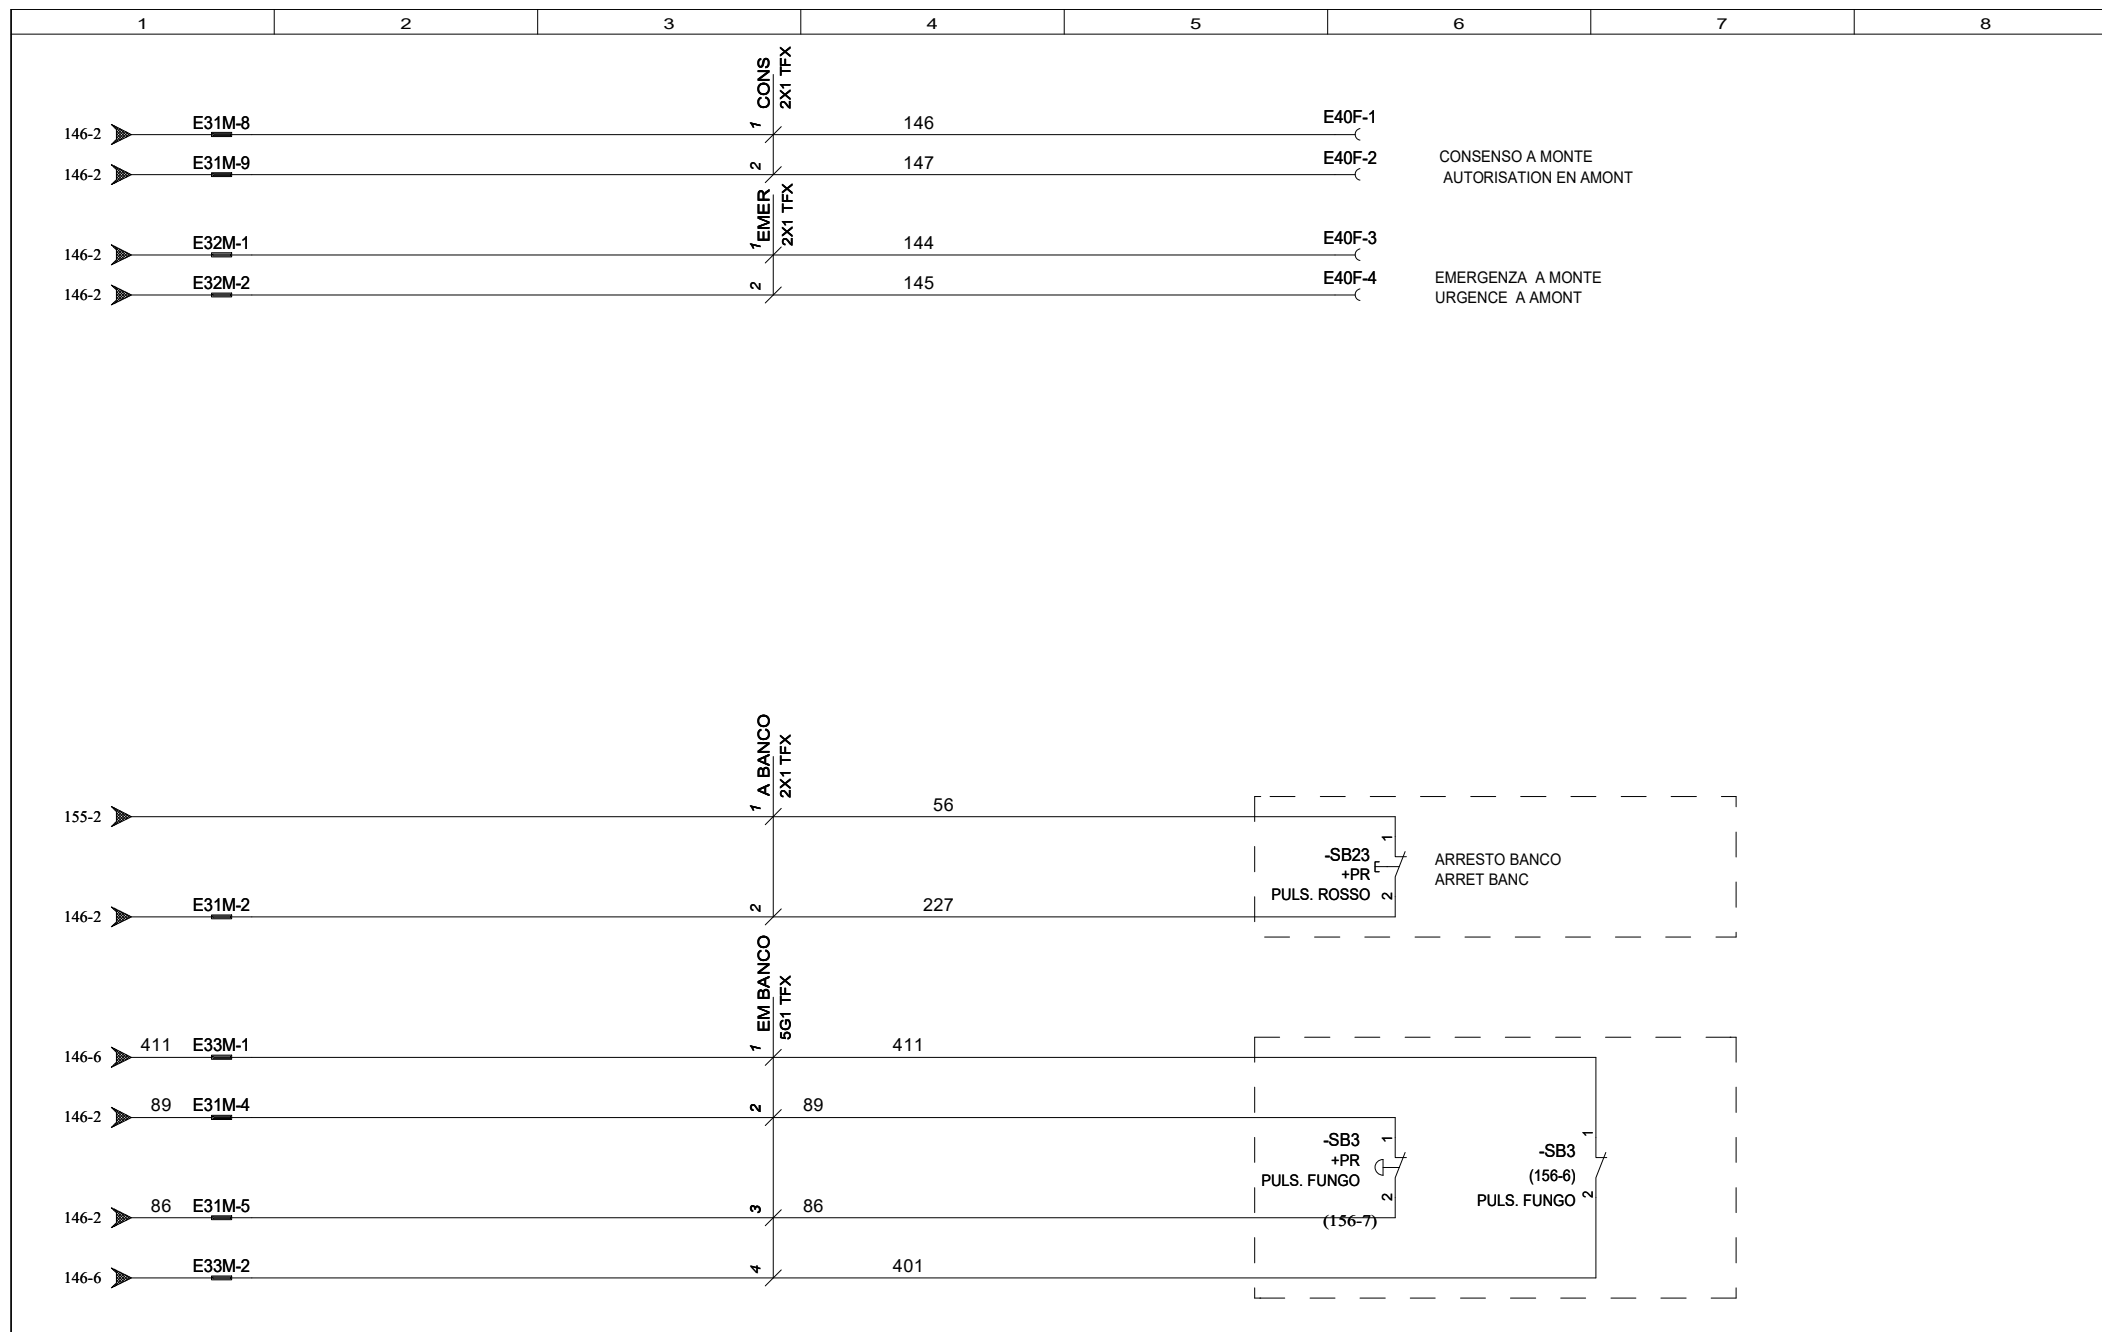 1 2 3 4 5 6 7 8
CONS
2X1 TFX
146-2 E31M-8 1 146 E40F-1
146-2 E31M-9 2 147 E40F-2
CONSENSO A MONTE
AUTORISATION EN AMONT
EMER
2X1 TFX
146-2 E32M-1 1 144 E40F-3
146-2 E32M-2 2 145 E40F-4
EMERGENZA A MONTE
URGENCE A AMONT
A BANCO
2X1 TFX
155-2 1 56
1
-SB23
+PR
PULS. ROSSO
2
ARRESTO BANCO
ARRET BANC
146-2 E31M-2 2 227
EM BANCO
5G1 TFX
146-6 411 E33M-1 1 411
146-2 89 E31M-4 2 89
1
-SB3
+PR
PULS. FUNGO
2
(156-7)
1
-SB3
(156-6)
PULS. FUNGO
2
146-2 86 E31M-5 3 86
146-6 E33M-2 4 401